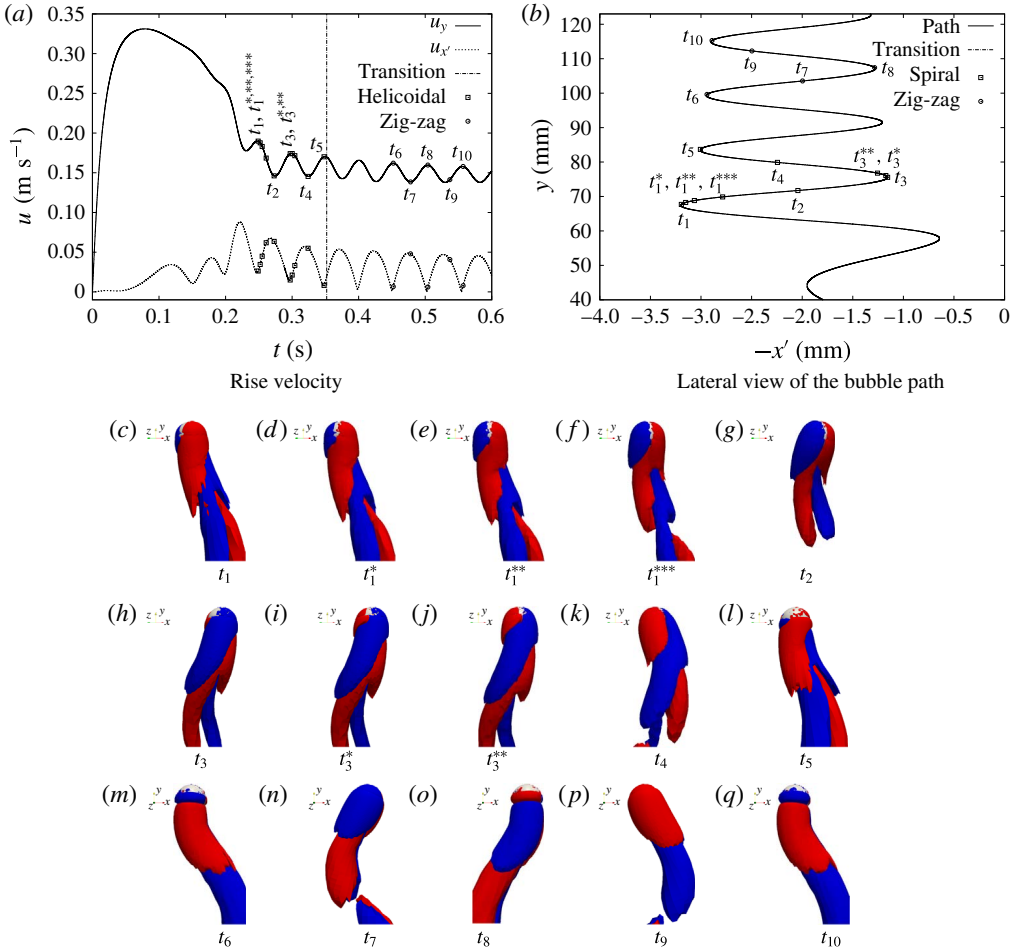 (a)
0.35
0.30
0.25
0.20
0.15
0.10
0.05
0
u (m s⁻¹)
0 0.1 0.2 0.3 0.4 0.5 0.6
t (s)
u_y
u_x′
Transition
Helicoidal
Zig-zag
t₁, t₁*,**,***
t₃, t₃*,**
t₅
t₂
t₄
t₆ t₈ t₁₀
t₇ t₉
Rise velocity
(b)
120
110
100
90
80
70
60
50
40
y (mm)
−4.0 −3.5 −3.0 −2.5 −2.0 −1.5 −1.0 −0.5 0
−x′ (mm)
Path
Transition
Spiral
Zig-zag
t₁₀
t₉
t₇
t₈
t₆
t₅
t₃**, t₃*
t₄
t₃
t₁*, t₁**, t₁***
t₂
t₁
Lateral view of the bubble path
(c) (d) (e) (f) (g)
z y x z y x z y x z y x z y x
t₁ t₁* t₁** t₁*** t₂
(h) (i) (j) (k) (l)
z y x z y x z y x z y x z y x
t₃ t₃* t₃** t₄ t₅
(m) (n) (o) (p) (q)
z y x z y x z y x z y x z y x
t₆ t₇ t₈ t₉ t₁₀